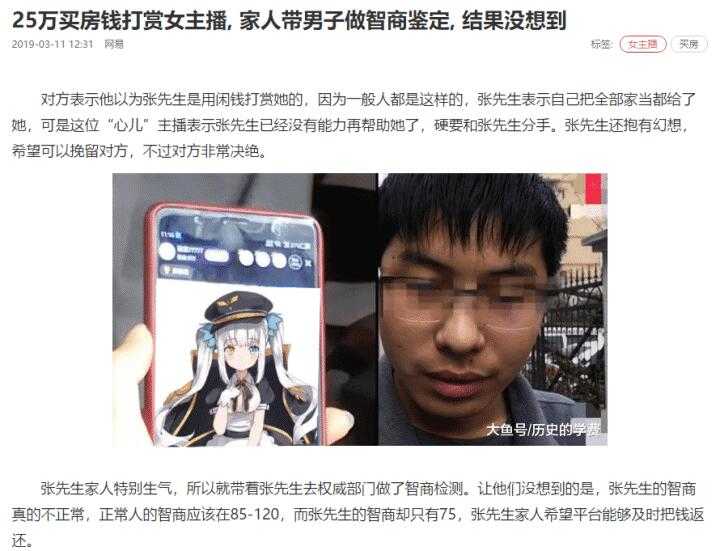 25万买房钱打赏女主播, 家人带男子做智商鉴定, 结果没想到
2019-03-11 12:31 网易 标签: 女主播 买房
对方表示他以为张先生是用闲钱打赏她的，因为一般人都是这样的，张先生表示自己把全部家当都给了
她，可是这位“心儿”主播表示张先生已经没有能力再帮助她了，硬要和张先生分手。张先生还抱有幻想，
希望可以挽留对方，不过对方非常决绝。
大鱼号/历史的学费
张先生家人特别生气，所以就带着张先生去权威部门做了智商检测。让他们没想到的是，张先生的智商
真的不正常，正常人的智商应该在85-120，而张先生的智商却只有75，张先生家人希望平台能够及时把钱返
还。